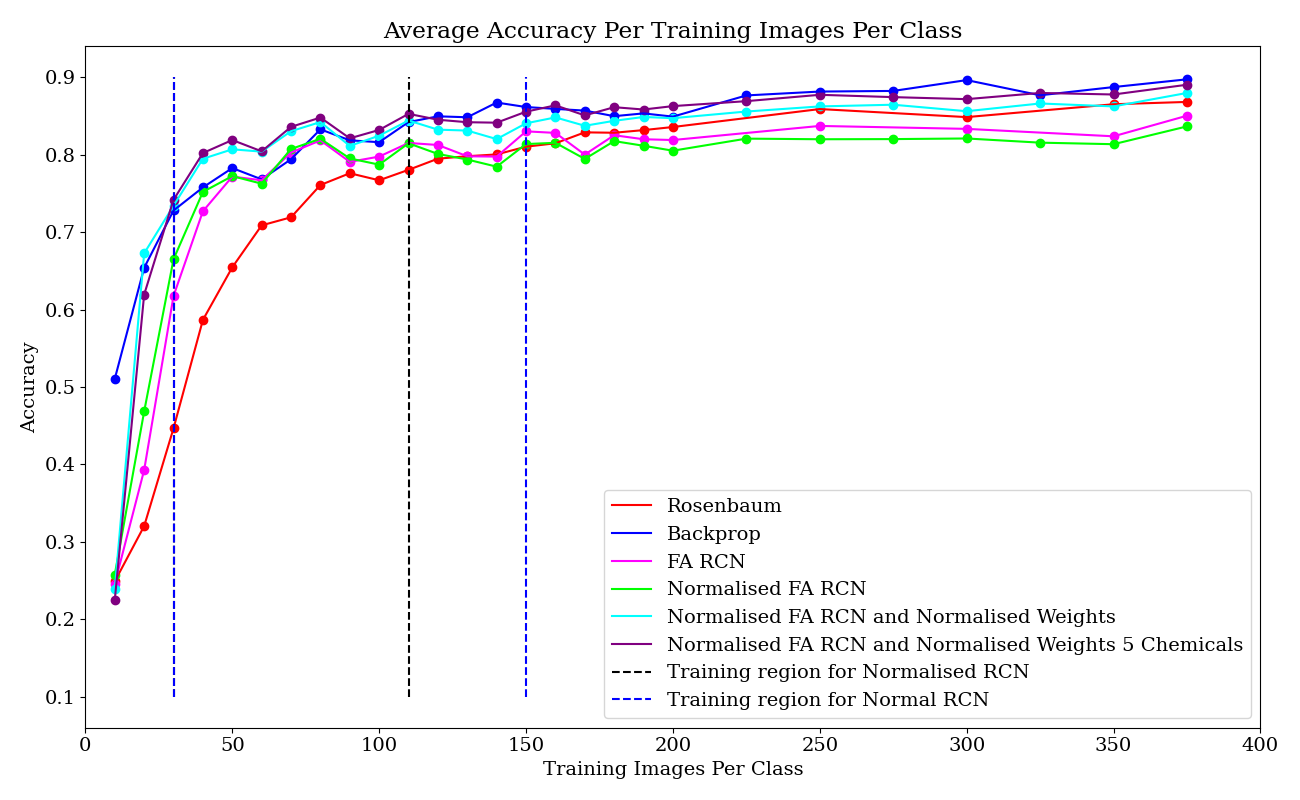 Average Accuracy Per Training Images Per Class
0.9
0.8
0.7
0.6
0.5
0.4
0.3
0.2
0.1
Accuracy
0 50 100 150 200 250 300 350 400
Training Images Per Class
Rosenbaum
Backprop
FA RCN
Normalised FA RCN
Normalised FA RCN and Normalised Weights
Normalised FA RCN and Normalised Weights 5 Chemicals
Training region for Normalised RCN
Training region for Normal RCN